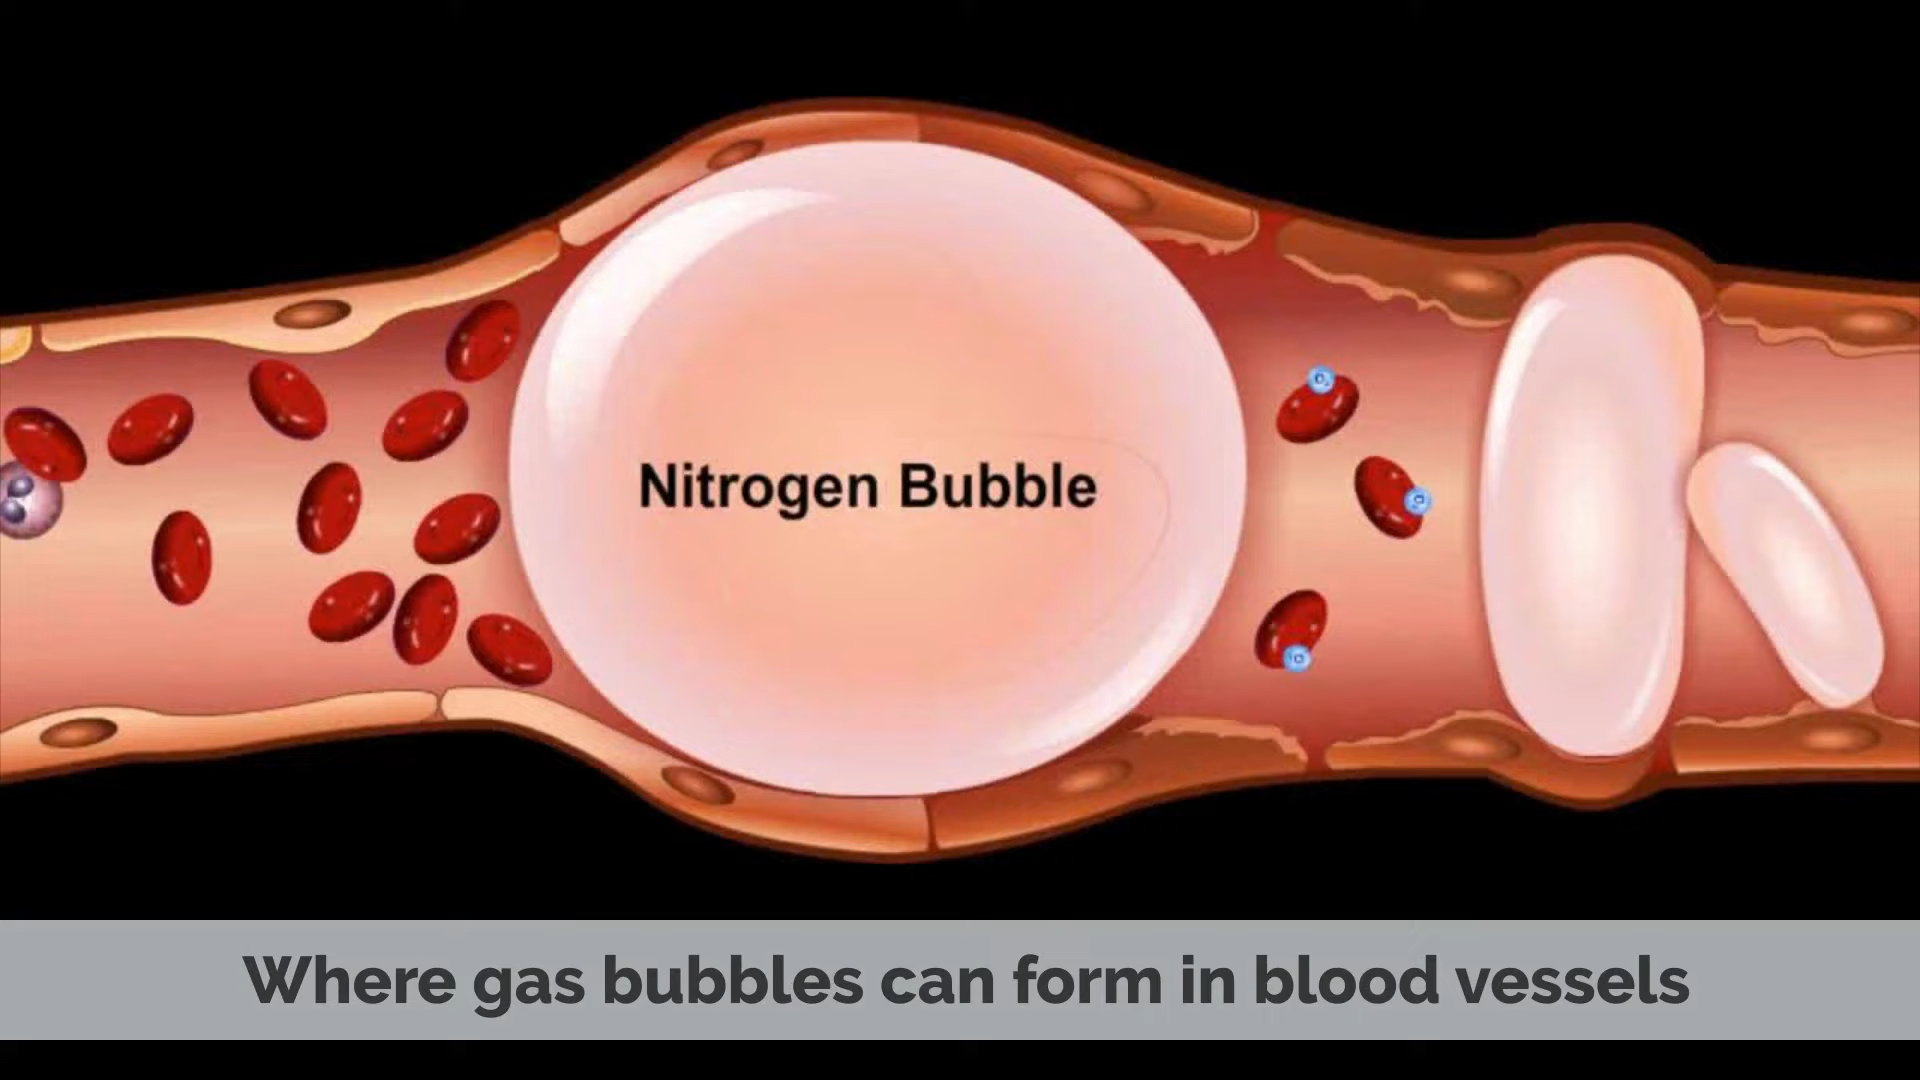 Nitrogen Bubble
Where gas bubbles can form in blood vessels